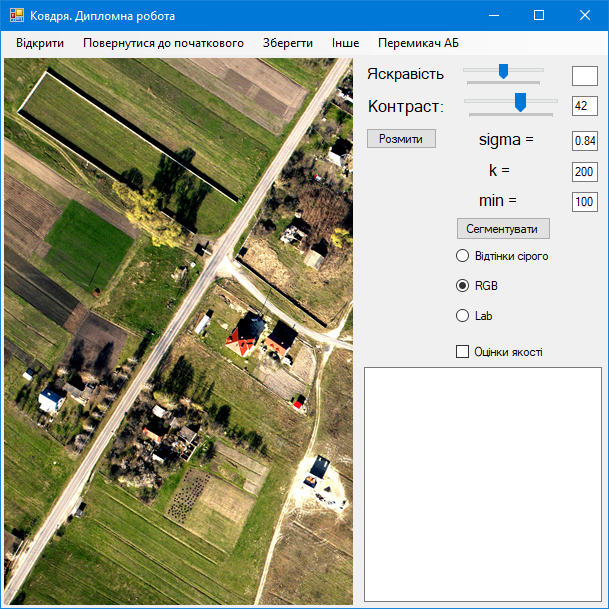 Ковдря. Дипломна робота
Відкрити Повернутися до початкового Зберегти Інше Перемикач АБ
Яскравість
Контраст: 42
Розмити sigma = 0.84
k = 200
min = 100
Сегментувати
Відтінки сірого
RGB
Lab
Оцінки якості